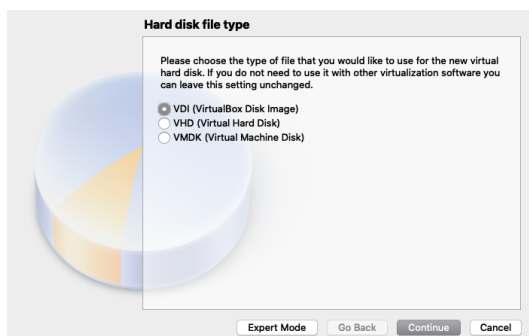 Hard disk file type
Please choose the type of file that you would like to use for the new virtual
hard disk. If you do not need to use it with other virtualization software you
can leave this setting unchanged.
VDI (VirtualBox Disk Image)
VHD (Virtual Hard Disk)
VMDK (Virtual Machine Disk)
Expert Mode Go Back Continue Cancel